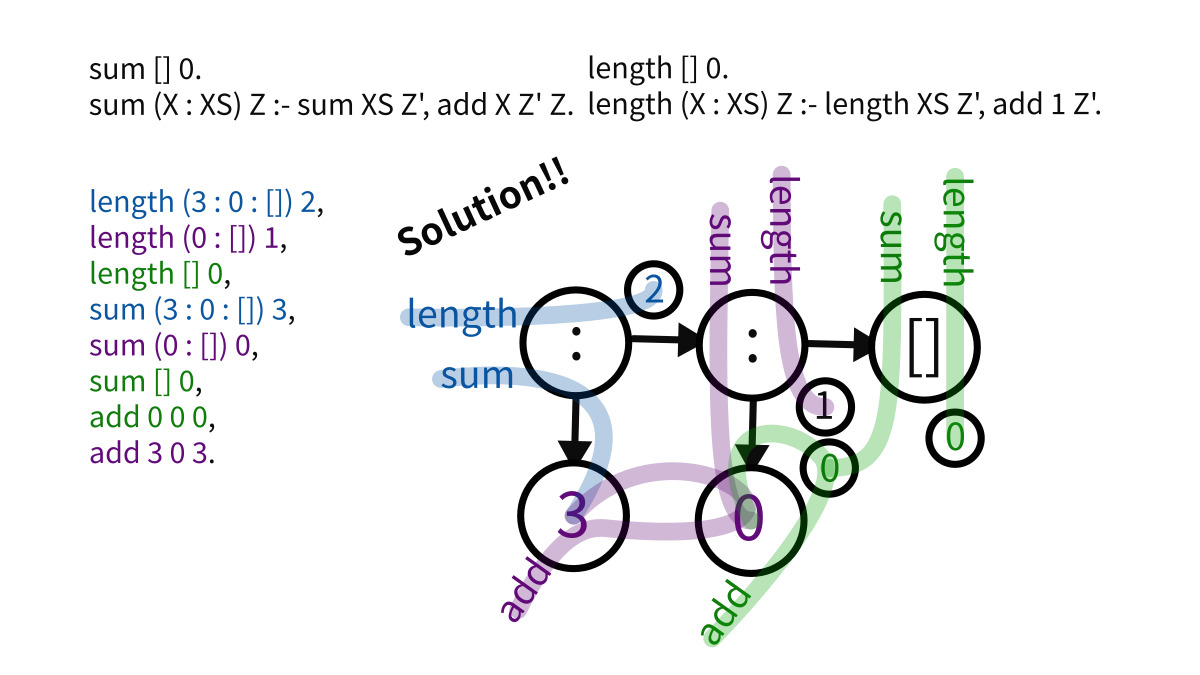 sum [] 0.
sum (X : XS) Z :- sum XS Z', add X Z' Z.
length [] 0.
length (X : XS) Z :- length XS Z', add 1 Z'.
length (3 : 0 : []) 2,
length (0 : []) 1,
length [] 0,
sum (3 : 0 : []) 3,
sum (0 : []) 0,
sum [] 0,
add 0 0 0,
add 3 0 3.
Solution!!
length
sum
:
2
sum
length
:
sum
length
[]
1
0
0
3
0
add
add